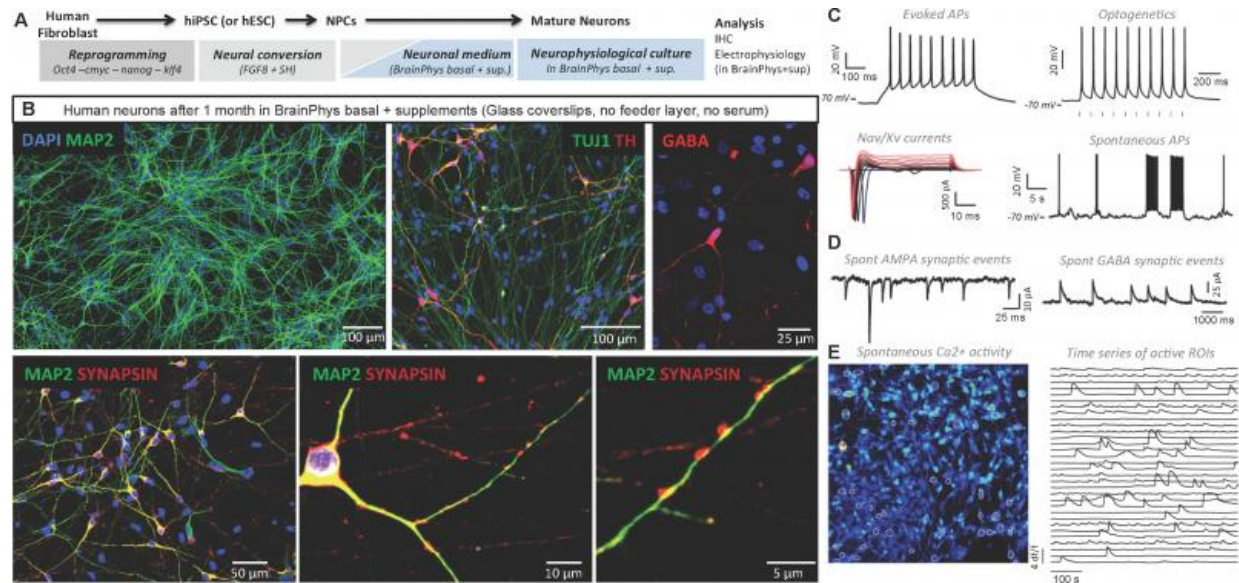 A
Human
Fibroblast
hiPSC (or hESC)
NPCs
Mature Neurons
Analysis
IHC
Electrophysiology
(in BrainPhys+sup)
Reprogramming
Oct4 –cmyc – nanog – klf4
Neural conversion
(FGF8 + SH)
Neuronal medium
(BrainPhys basal + sup.)
Neurophysiological culture
In BrainPhys basal + sup.
B
Human neurons after 1 month in BrainPhys basal + supplements (Glass coverslips, no feeder layer, no serum)
DAPI MAP2
100 µm
TUJ1 TH
100 µm
GABA
25 µm
MAP2 SYNAPSIN
50 µm
MAP2 SYNAPSIN
10 µm
MAP2 SYNAPSIN
5 µm
C
Evoked APs
20 mV
100 ms
-70 mV
Optogenetics
20 mV
200 ms
-70 mV
Nav/Kv currents
500 pA
10 ms
Spontaneous APs
20 mV
5 s
-70 mV
D
Spont AMPA synaptic events
10 pA
25 ms
Spont GABA synaptic events
25 pA
1000 ms
E
Spontaneous Ca2+ activity
Time series of active ROIs
4 df/f
100 s